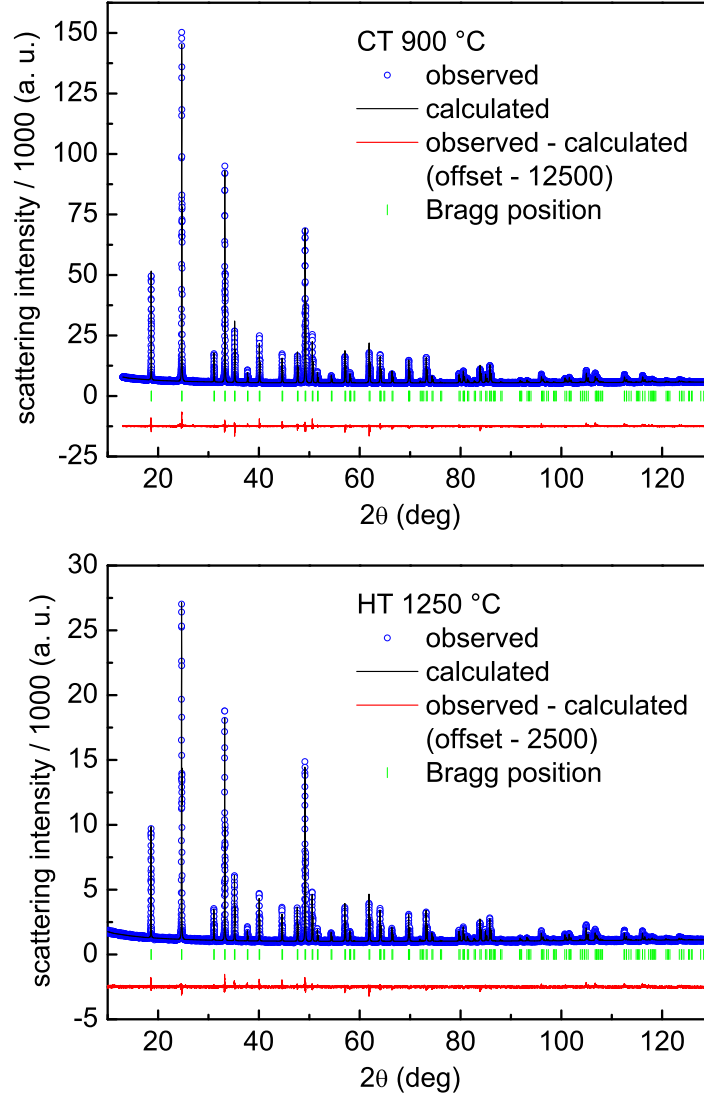 150
125
100
75
50
25
0
-25
scattering intensity / 1000 (a. u.)
CT 900 °C
observed
calculated
observed - calculated
(offset - 12500)
Bragg position
20 40 60 80 100 120
2θ (deg)
30
25
20
15
10
5
0
-5
scattering intensity / 1000 (a. u.)
HT 1250 °C
observed
calculated
observed - calculated
(offset - 2500)
Bragg position
20 40 60 80 100 120
2θ (deg)